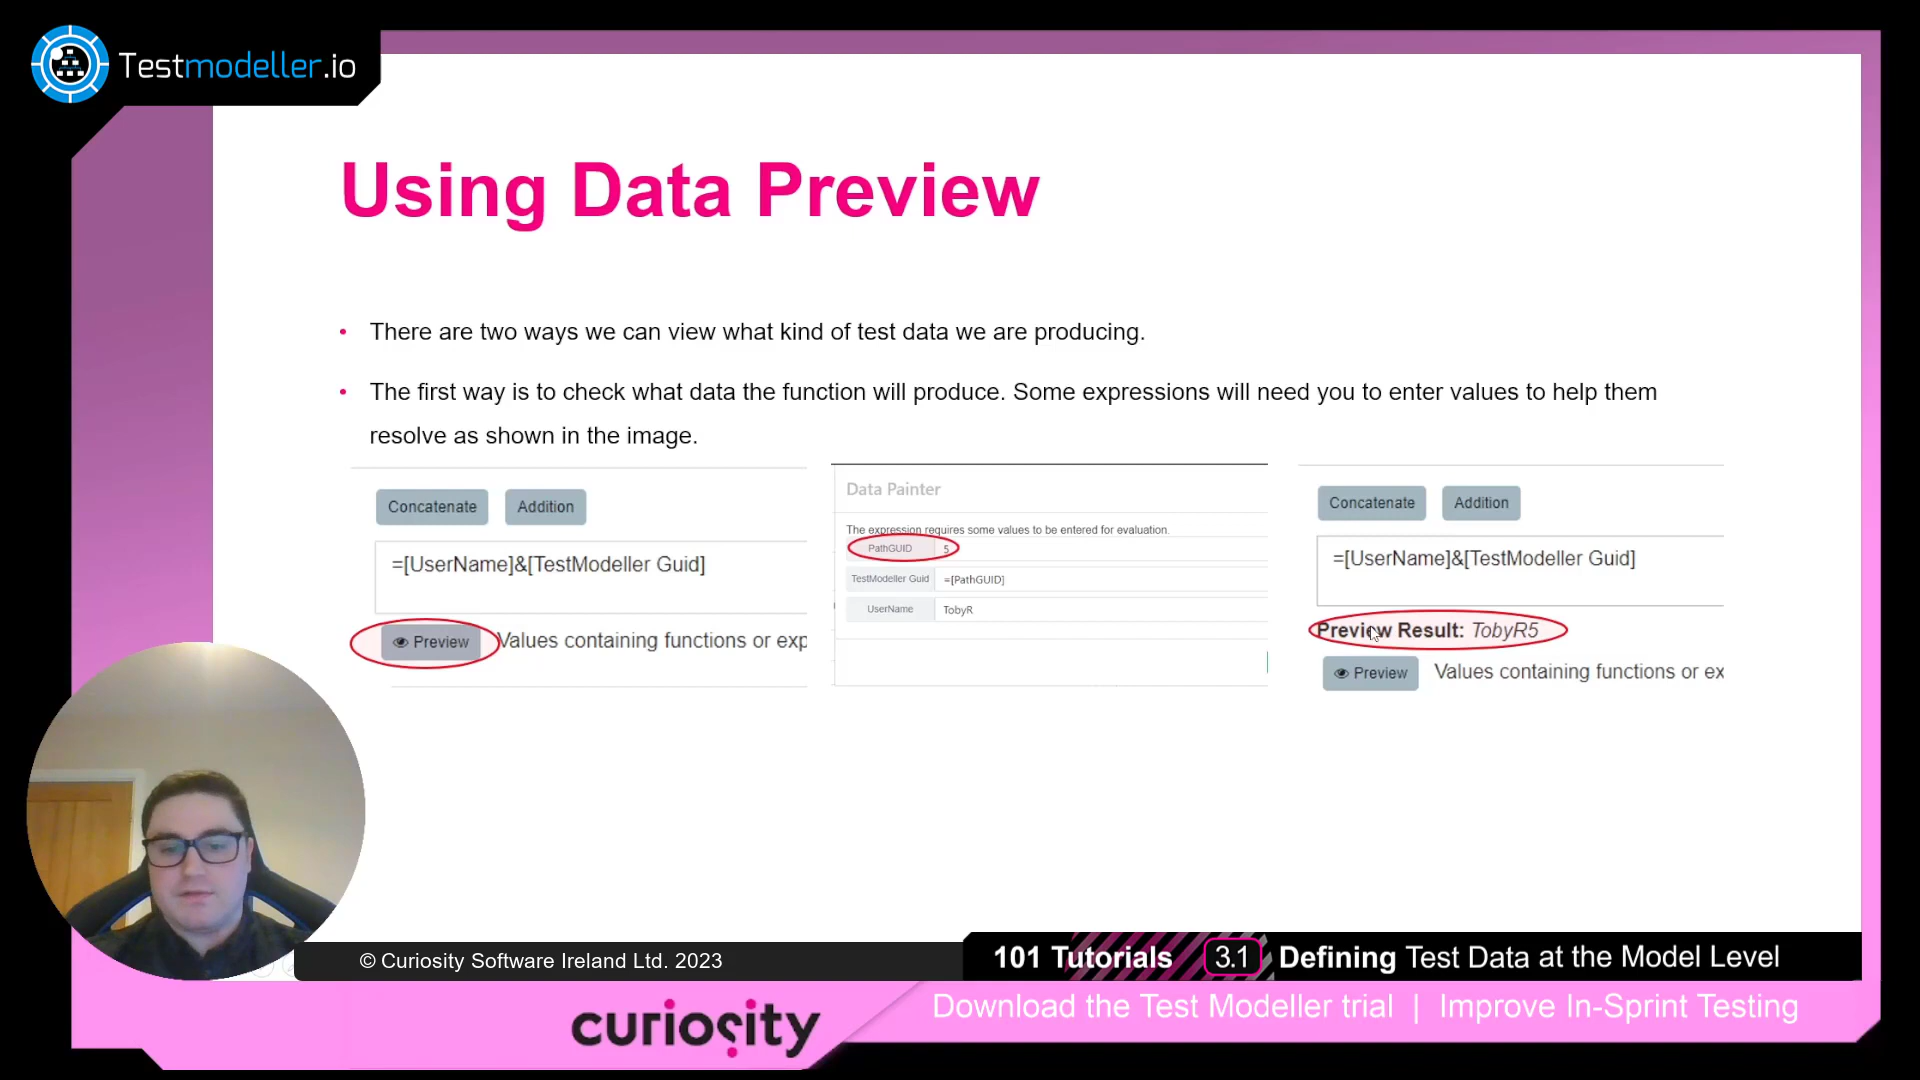 Testmodeller.io
Using Data Preview
• There are two ways we can view what kind of test data we are producing.
• The first way is to check what data the function will produce. Some expressions will need you to enter values to help them
resolve as shown in the image.
Concatenate Addition
=[UserName]&[TestModeller Guid]
Preview Values containing functions or exp
Data Painter
The expression requires some values to be entered for evaluation.
PathGUID 5
TestModeller Guid =[PathGUID]
UserName TobyR
Concatenate Addition
=[UserName]&[TestModeller Guid]
Preview Result: TobyR5
Preview Values containing functions or ex
© Curiosity Software Ireland Ltd. 2023
101 Tutorials 3.1 Defining Test Data at the Model Level
curiosity
Download the Test Modeller trial | Improve In-Sprint Testing